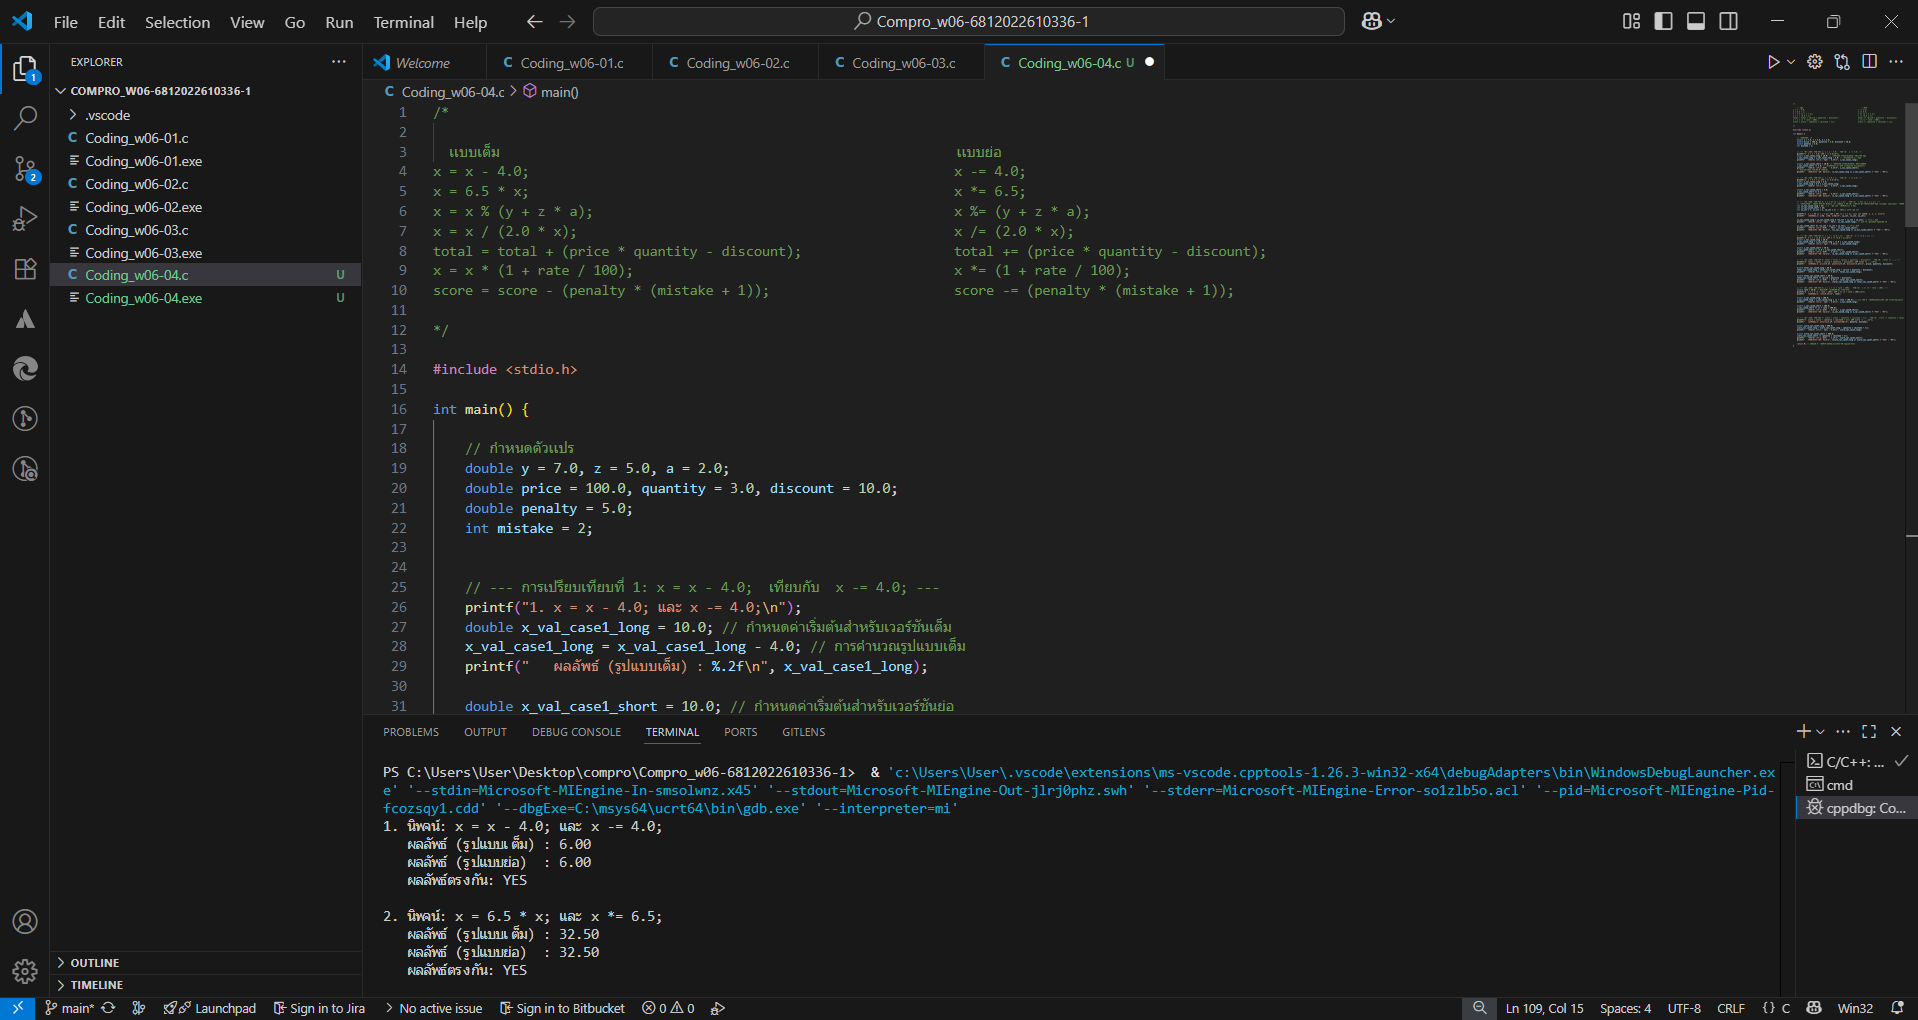 File Edit Selection View Go Run Terminal Help
Compro_w06-6812022610336-1
EXPLORER
COMPRO_W06-6812022610336-1
.vscode
Coding_w06-01.c
Coding_w06-01.exe
Coding_w06-02.c
Coding_w06-02.exe
Coding_w06-03.c
Coding_w06-03.exe
Coding_w06-04.c U
Coding_w06-04.exe U
OUTLINE
TIMELINE
Welcome Coding_w06-01.c Coding_w06-02.c Coding_w06-03.c Coding_w06-04.c U
Coding_w06-04.c > main()
1 /*
2
3 แบบเต็ม แบบย่อ
4 x = x - 4.0; x -= 4.0;
5 x = 6.5 * x; x *= 6.5;
6 x = x % (y + z * a); x %= (y + z * a);
7 x = x / (2.0 * x); x /= (2.0 * x);
8 total = total + (price * quantity - discount); total += (price * quantity - discount);
9 x = x * (1 + rate / 100); x *= (1 + rate / 100);
10 score = score - (penalty * (mistake + 1)); score -= (penalty * (mistake + 1));
11
12 */
13
14 #include <stdio.h>
15
16 int main() {
17
18 // กำหนดตัวแปร
19 double y = 7.0, z = 5.0, a = 2.0;
20 double price = 100.0, quantity = 3.0, discount = 10.0;
21 double penalty = 5.0;
22 int mistake = 2;
23
24
25 // --- การเปรียบเทียบที่ 1: x = x - 4.0; เทียบกับ x -= 4.0; ---
26 printf("1. x = x - 4.0; และ x -= 4.0;\n");
27 double x_val_case1_long = 10.0; // กำหนดค่าเริ่มต้นสำหรับเวอร์ชันเต็ม
28 x_val_case1_long = x_val_case1_long - 4.0; // การคำนวณรูปแบบเต็ม
29 printf("   ผลลัพธ์ (รูปแบบเต็ม) : %.2f\n", x_val_case1_long);
30
31 double x_val_case1_short = 10.0; // กำหนดค่าเริ่มต้นสำหรับเวอร์ชันย่อ
PROBLEMS OUTPUT DEBUG CONSOLE TERMINAL PORTS GITLENS
PS C:\Users\User\Desktop\compro\Compro_w06-6812022610336-1>  & 'c:\Users\User\.vscode\extensions\ms-vscode.cpptools-1.26.3-win32-x64\debugAdapters\bin\WindowsDebugLauncher.ex
e' '--stdin=Microsoft-MIEngine-In-smsolwnz.x45' '--stdout=Microsoft-MIEngine-Out-jlrj0phz.swh' '--stderr=Microsoft-MIEngine-Error-so1zlb5o.acl' '--pid=Microsoft-MIEngine-Pid-
fcozsqy1.cdd' '--dbgExe=C:\msys64\ucrt64\bin\gdb.exe' '--interpreter=mi'
1. นิพจน์: x = x - 4.0; และ x -= 4.0;
ผลลัพธ์ (รูปแบบเต็ม) : 6.00
ผลลัพธ์ (รูปแบบย่อ)  : 6.00
ผลลัพธ์ตรงกัน: YES
2. นิพจน์: x = 6.5 * x; และ x *= 6.5;
ผลลัพธ์ (รูปแบบเต็ม) : 32.50
ผลลัพธ์ (รูปแบบย่อ)  : 32.50
ผลลัพธ์ตรงกัน: YES
C/C++: ...
cmd
cppdbg: Co...
main* Launchpad Sign in to Jira No active issue Sign in to Bitbucket 0 0 Ln 109, Col 15 Spaces: 4 UTF-8 CRLF {} C Win32